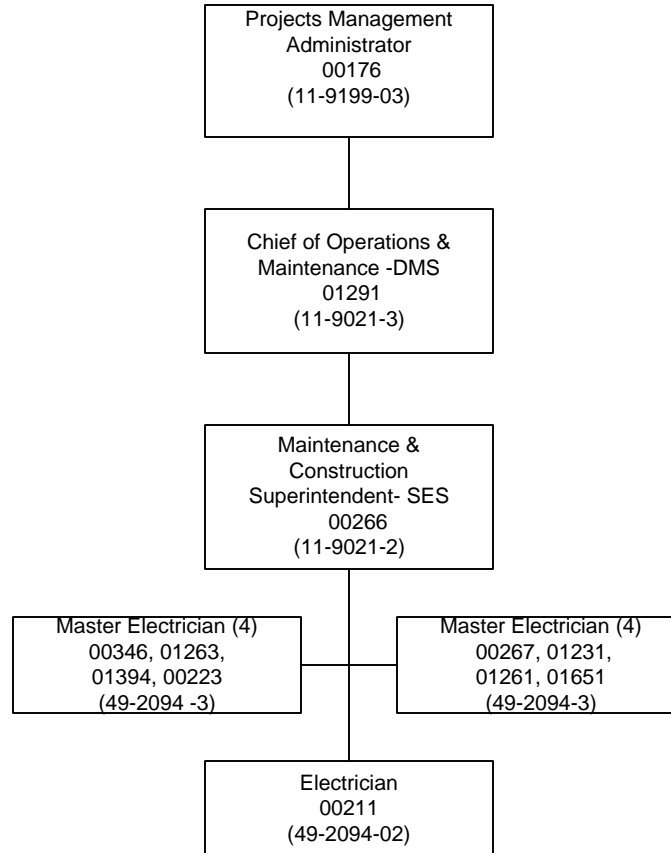 Projects Management
Administrator
00176
(11-9199-03)
Chief of Operations &
Maintenance -DMS
01291
(11-9021-3)
Maintenance &
Construction
Superintendent- SES
00266
(11-9021-2)
Master Electrician (4)
00346, 01263,
01394, 00223
(49-2094 -3)
Master Electrician (4)
00267, 01231,
01261, 01651
(49-2094-3)
Electrician
00211
(49-2094-02)